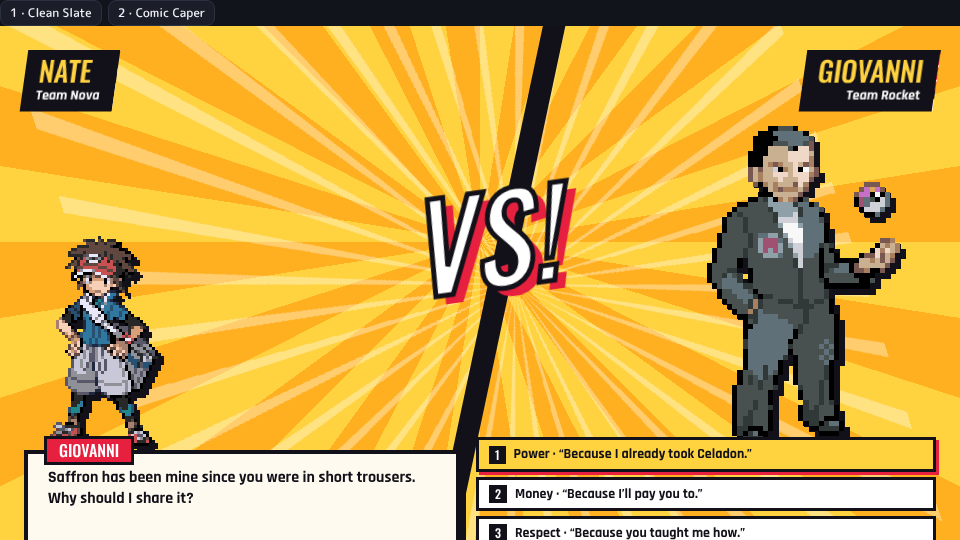 1 · Clean Slate
2 · Comic Caper
NATE
Team Nova
GIOVANNI
Team Rocket
VS!
GIOVANNI
Saffron has been mine since you were in short trousers.
Why should I share it?
1 Power · “Because I already took Celadon.”
2 Money · “Because I’ll pay you to.”
3 Respect · “Because you taught me how.”